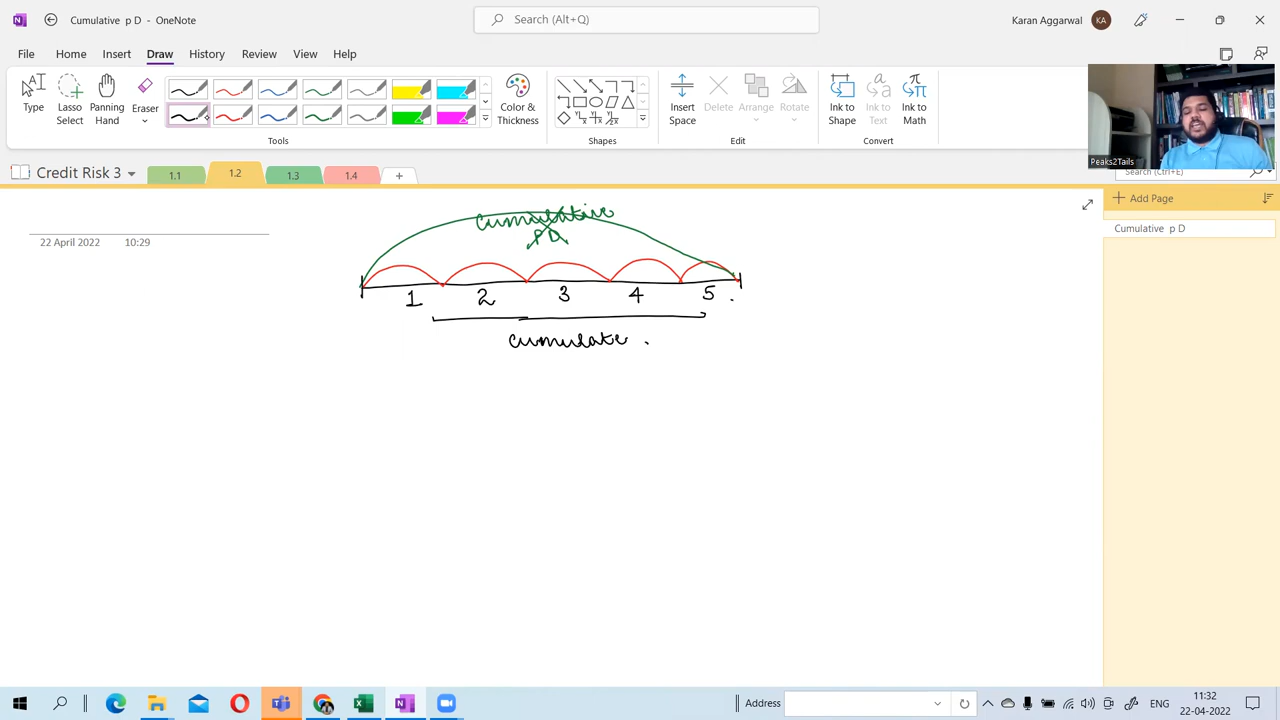 Cumulative p D - OneNote
Search (Alt+Q)
Karan Aggarwal
KA
File Home Insert Draw History Review View Help
Type
Lasso Select
Panning Hand
Eraser
Color & Thickness
Insert Space
Delete
Arrange
Rotate
Ink to Shape
Ink to Text
Ink to Math
Tools
Shapes
Edit
Convert
Peaks2Tails
Credit Risk 3
1.1
1.2
1.3
1.4
Search (Ctrl+E)
Add Page
Cumulative p D
22 April 2022 10:29
Cumulative
PD
1 2 3 4 5
Cumulate
Address
ENG
11:32
22-04-2022